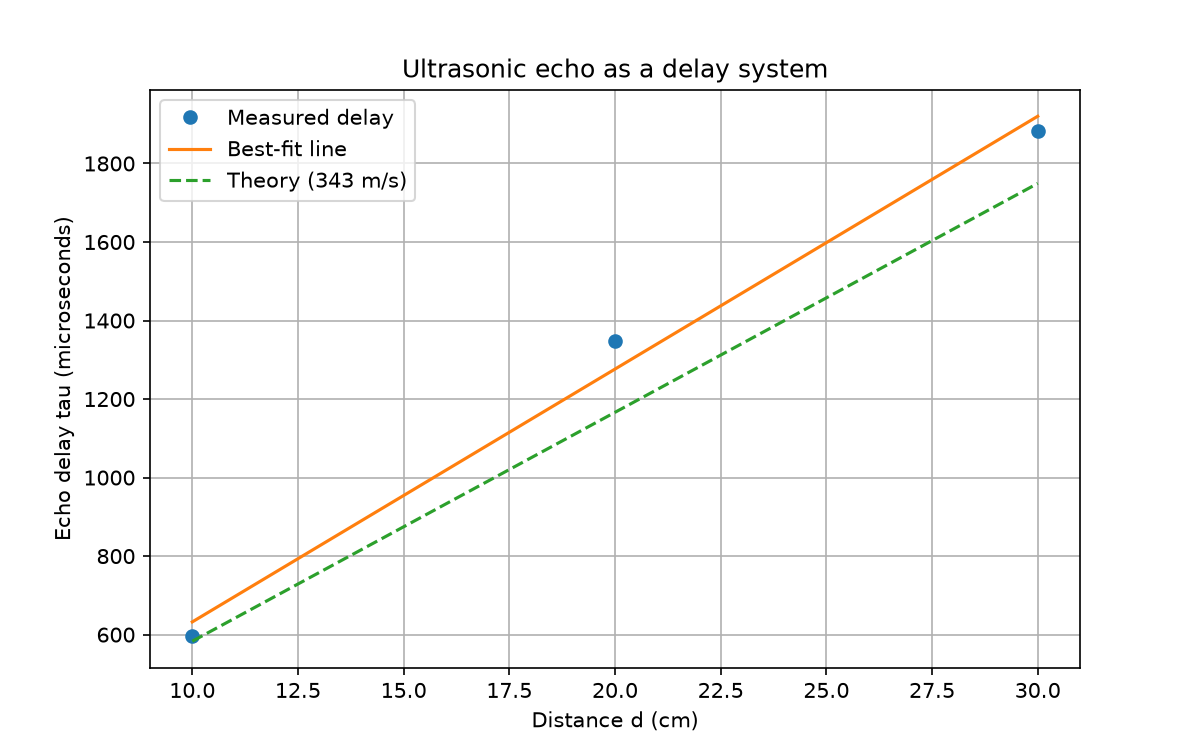 Ultrasonic echo as a delay system
Measured delay
Best-fit line
Theory (343 m/s)
Echo delay tau (microseconds)
1800
1600
1400
1200
1000
800
600
10.0 12.5 15.0 17.5 20.0 22.5 25.0 27.5 30.0
Distance d (cm)